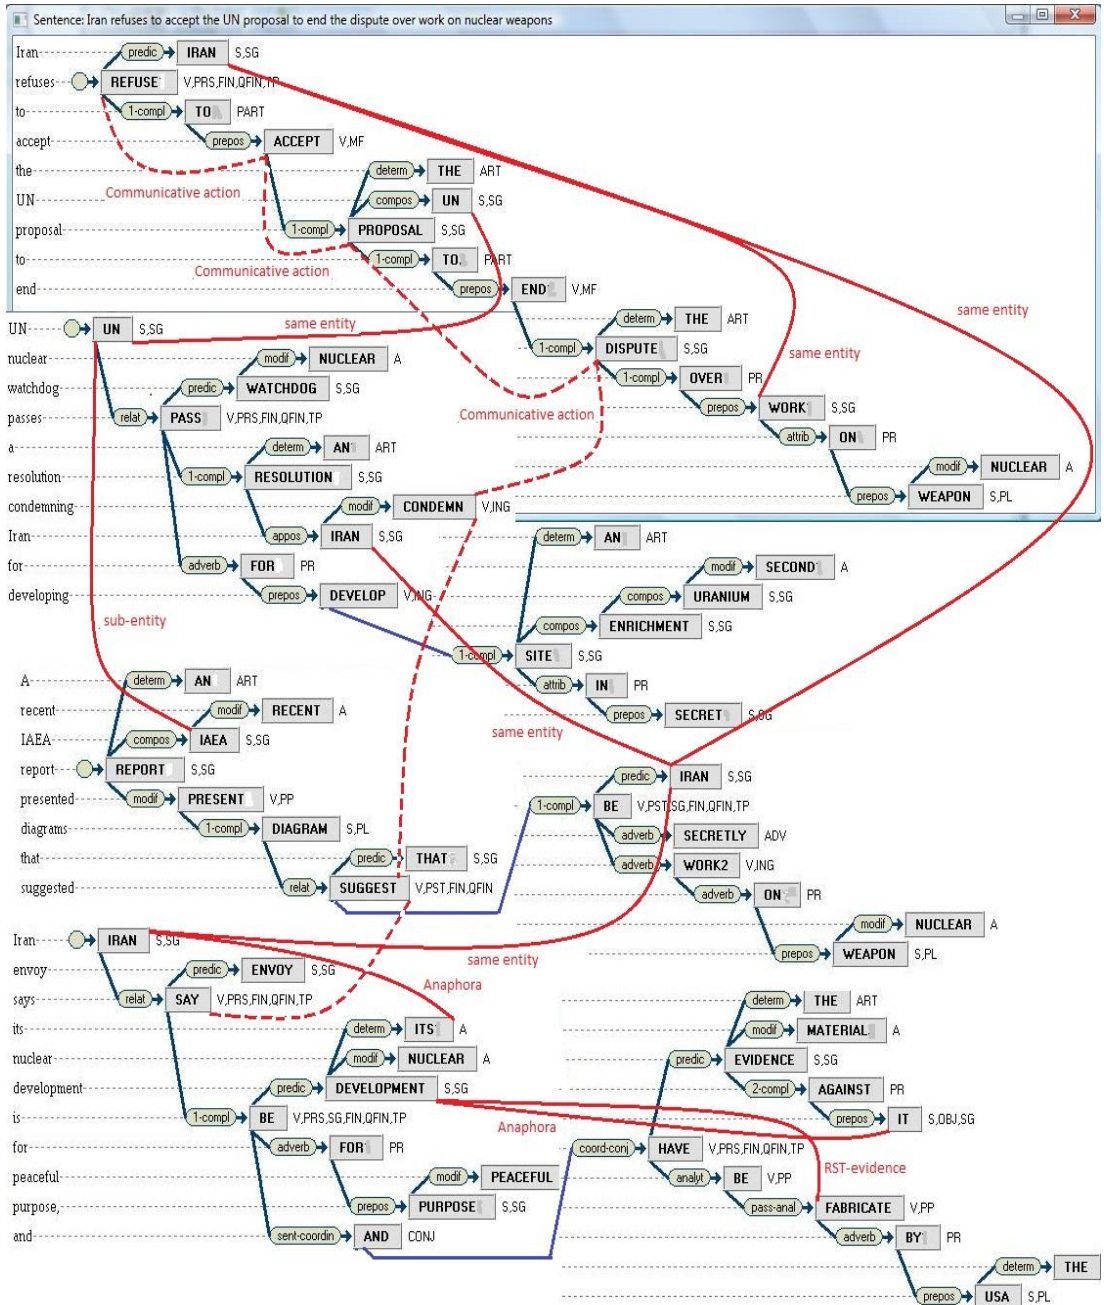 Sentence: Iran refuses to accept the UN proposal to end the dispute over work on nuclear weapons
Iran predic IRAN S,SG
refuses REFUSE V,PRS,FIN,QFIN,TP
to 1-compl TO PART
accept prepos ACCEPT V,MF
the determ THE ART
Communicative action
UN compos UN S,SG
proposal 1-compl PROPOSAL S,SG
to 1-compl TO PART
Communicative action
end prepos END V,MF
same entity
same entity
determ THE ART
UN UN S,SG
1-compl DISPUTE S,SG
same entity
nuclear modif NUCLEAR A
1-compl OVER PR
watchdog predic WATCHDOG S,SG
prepos WORK S,SG
passes relat PASS V,PRS,FIN,QFIN,TP
Communicative action
attrib ON PR
a determ AN ART
modif NUCLEAR A
resolution 1-compl RESOLUTION S,SG
prepos WEAPON S,PL
condemning modif CONDEMN V,ING
Iran appos IRAN S,SG
determ AN ART
for adverb FOR PR
modif SECOND A
developing prepos DEVELOP V,ING
compos URANIUM S,SG
sub-entity
compos ENRICHMENT S,SG
1-compl SITE S,SG
A determ AN ART
attrib IN PR
recent modif RECENT A
prepos SECRET S,SG
same entity
IAEA compos IAEA S,SG
report REPORT S,SG
predic IRAN S,SG
presented modif PRESENT V,PP
1-compl BE V,PST,SG,FIN,QFIN,TP
diagrams 1-compl DIAGRAM S,PL
adverb SECRETLY ADV
that predic THAT S,SG
adverb WORK2 V,ING
suggested relat SUGGEST V,PST,FIN,QFIN
adverb ON PR
modif NUCLEAR A
Iran IRAN S,SG
prepos WEAPON S,PL
same entity
envoy predic ENVOY S,SG
Anaphora
says relat SAY V,PRS,FIN,QFIN,TP
determ THE ART
its determ ITS A
modif MATERIAL A
nuclear modif NUCLEAR A
predic EVIDENCE S,SG
development predic DEVELOPMENT S,SG
2-compl AGAINST PR
is 1-compl BE V,PRS,SG,FIN,QFIN,TP
prepos IT S,OBJ,SG
Anaphora
for adverb FOR PR
coord-conj HAVE V,PRS,FIN,QFIN,TP
RST-evidence
peaceful modif PEACEFUL
analyt BE V,PP
purpose, prepos PURPOSE S,SG
pass-anal FABRICATE V,PP
and sent-coordin AND CONJ
adverb BY PR
determ THE
prepos USA S,PL